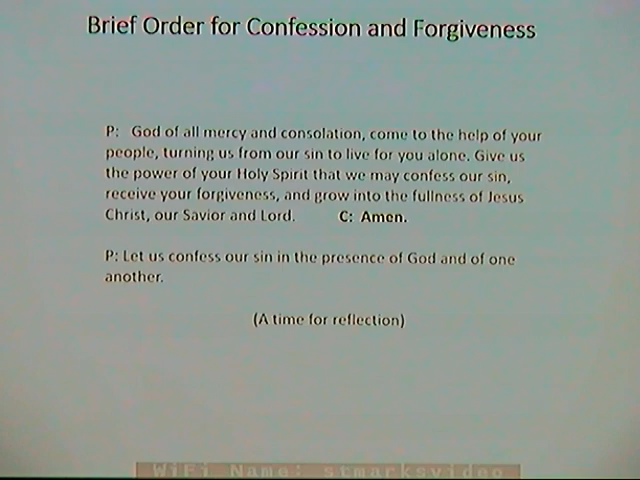 Brief Order for Confession and Forgiveness
P: God of all mercy and consolation, come to the help of your
people, turning us from our sin to live for you alone. Give us
the power of your Holy Spirit that we may confess our sin,
receive your forgiveness, and grow into the fullness of Jesus
Christ, our Savior and Lord. C: Amen.
P: Let us confess our sin in the presence of God and of one
another.
(A time for reflection)
WiFi Name: stmarksvideo